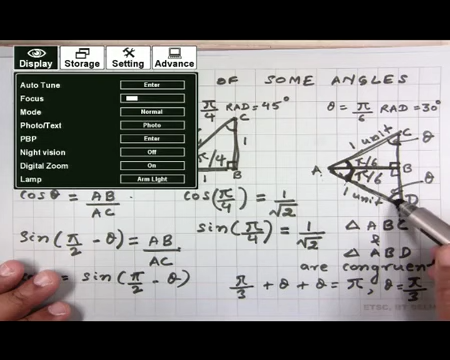 Display Storage Setting Advance
Auto Tune Enter
Focus
Mode Normal
Photo/Text Photo
PBP Enter
Night vision Off
Digital Zoom On
Lamp Arm Light
OF SOME ANGLES
π/4 RAD = 45°
θ = π/6 RAD = 30°
C
1
π/4
1 B
C
θ
1 unit
π/6
A B
π/6
θ
1 unit
D
cosθ = AB/AC
cos(π/4) = 1/√2
sin(π/2 - θ) = AB/AC
sin(π/4) = 1/√2
△ ABC
&
△ ABD
are congruent
= sin(π/2 - θ)
π/3 + θ + θ = π, θ = π/3